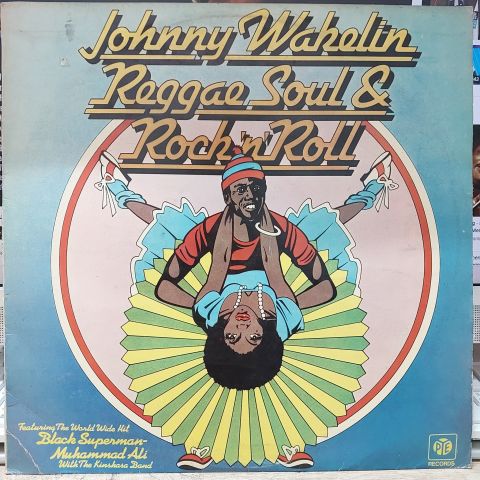 Johnny Wakelin
Reggae Soul &
Rock 'n' Roll
Featuring The World Wide Hit
Black Superman-
Muhammad Ali
With The Kinshasa Band
PYE
RECORDS